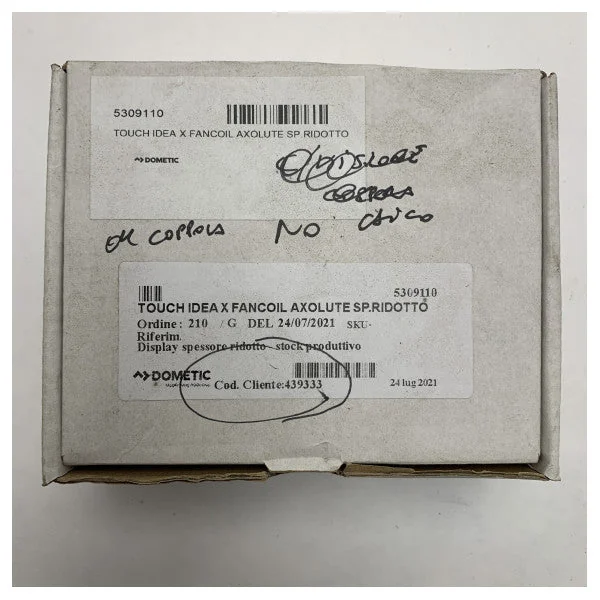 5309110
TOUCH IDEA X FANCOIL AXOLUTE SP.RIDOTTO
DOMETIC
COPPOLA
NO
5309110
TOUCH IDEA X FANCOIL AXOLUTE SP.RIDOTTO
Ordine: 210 /G DEL 24/07/2021 SKU-
Riferim.
Display spessore ridotto - stock produttivo
DOMETIC
Cod. Cliente:439333
24 lug 2021